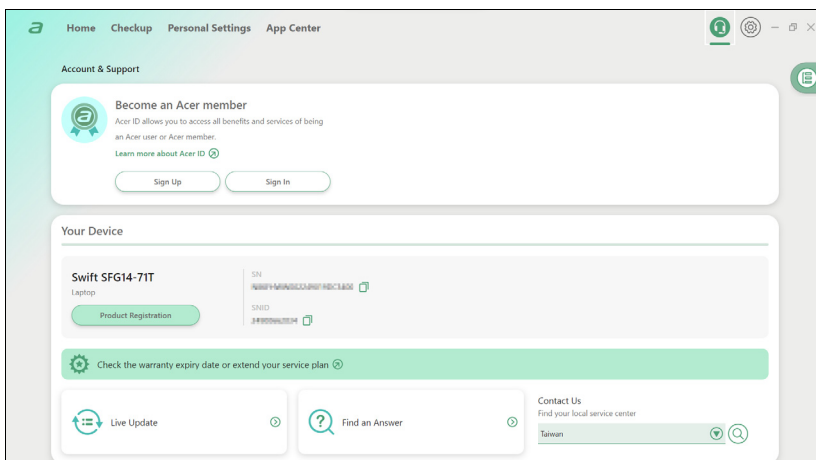 a Home Checkup Personal Settings App Center
Account & Support
Become an Acer member
Acer ID allows you to access all benefits and services of being
an Acer user or Acer member.
Learn more about Acer ID
Sign Up Sign In
Your Device
Swift SFG14-71T
Laptop
Product Registration
SN
SNID
Check the warranty expiry date or extend your service plan
Live Update
Find an Answer
Contact Us
Find your local service center
Taiwan